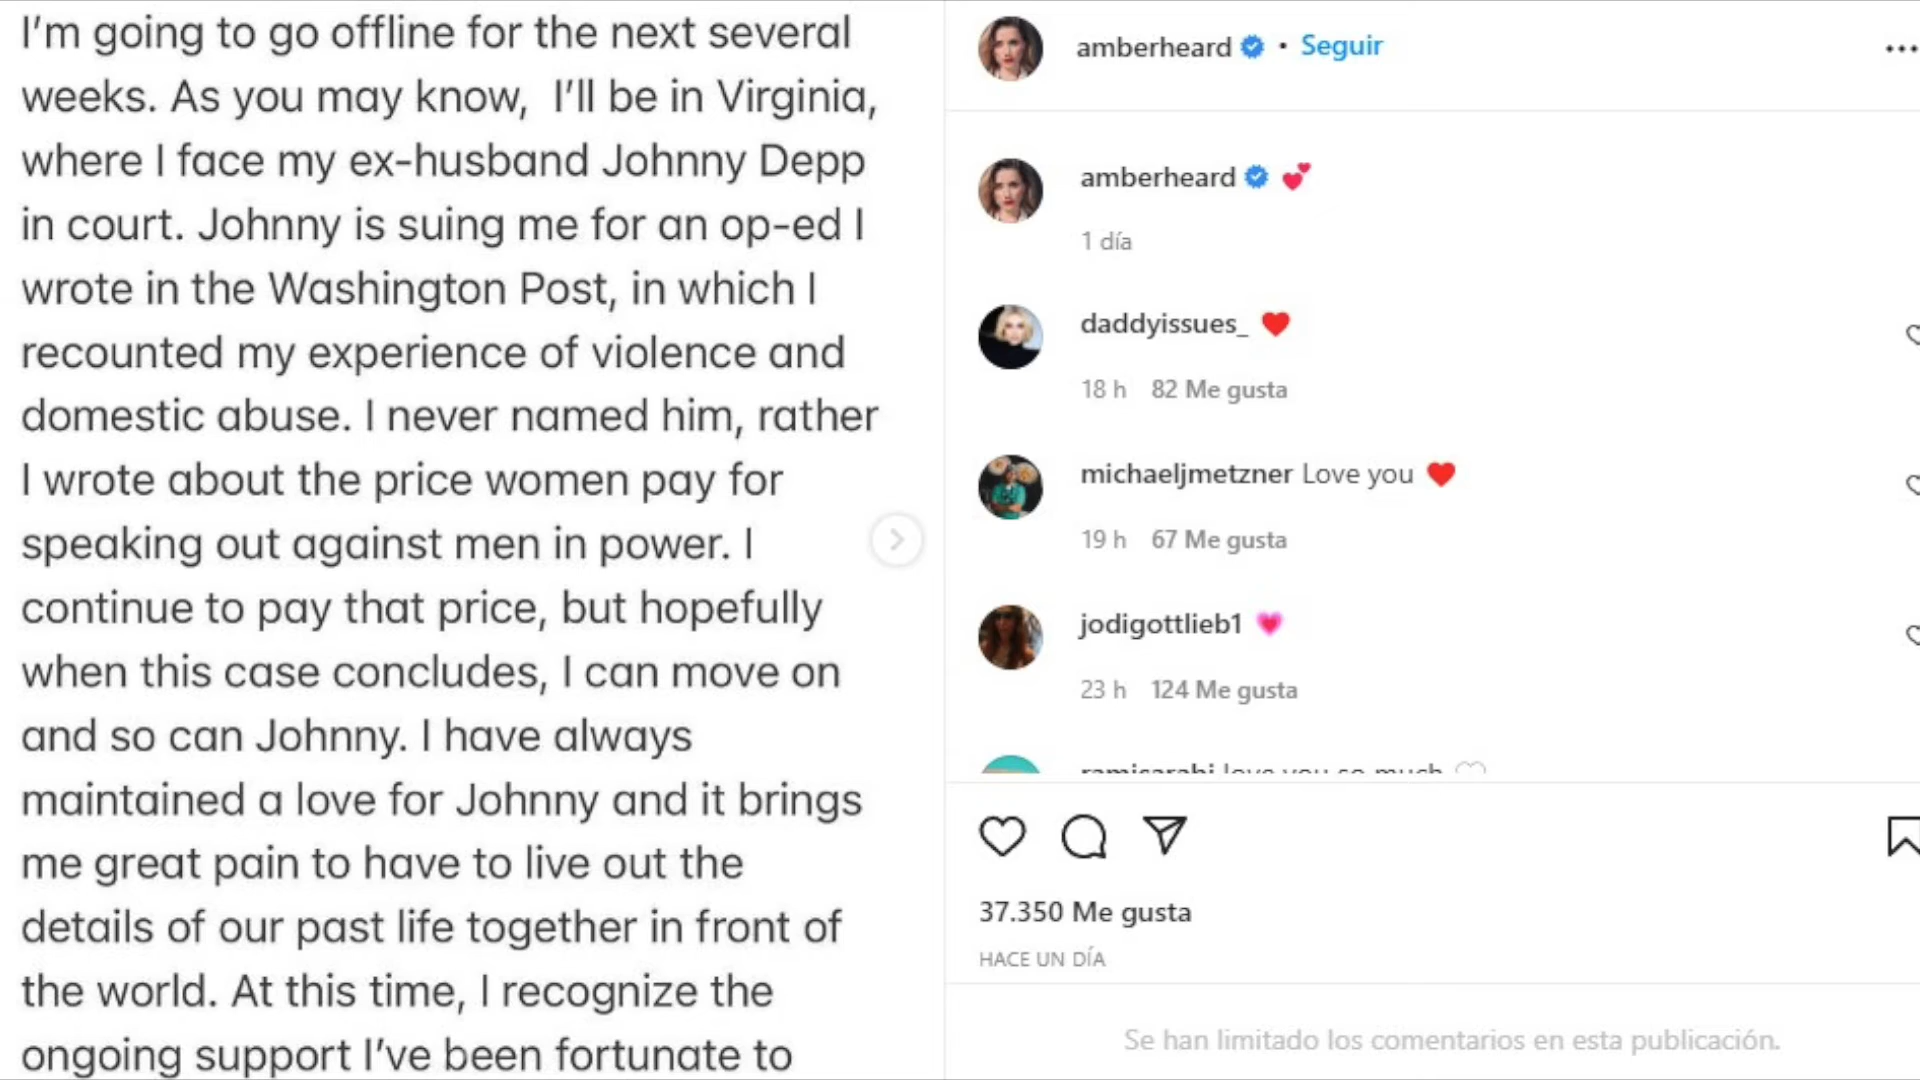 I'm going to go offline for the next several
weeks. As you may know, I'll be in Virginia,
where I face my ex-husband Johnny Depp
in court. Johnny is suing me for an op-ed I
wrote in the Washington Post, in which I
recounted my experience of violence and
domestic abuse. I never named him, rather
I wrote about the price women pay for
speaking out against men in power. I
continue to pay that price, but hopefully
when this case concludes, I can move on
and so can Johnny. I have always
maintained a love for Johnny and it brings
me great pain to have to live out the
details of our past life together in front of
the world. At this time, I recognize the
ongoing support I've been fortunate to
amberheard • Seguir
amberheard 💕
1 día
daddyissues_ ♥️
18 h 82 Me gusta
michaeljmetzner Love you ♥️
19 h 67 Me gusta
jodigottlieb1 💗
23 h 124 Me gusta
ramisarabi love you so much 🤍
37.350 Me gusta
HACE UN DÍA
Se han limitado los comentarios en esta publicación.